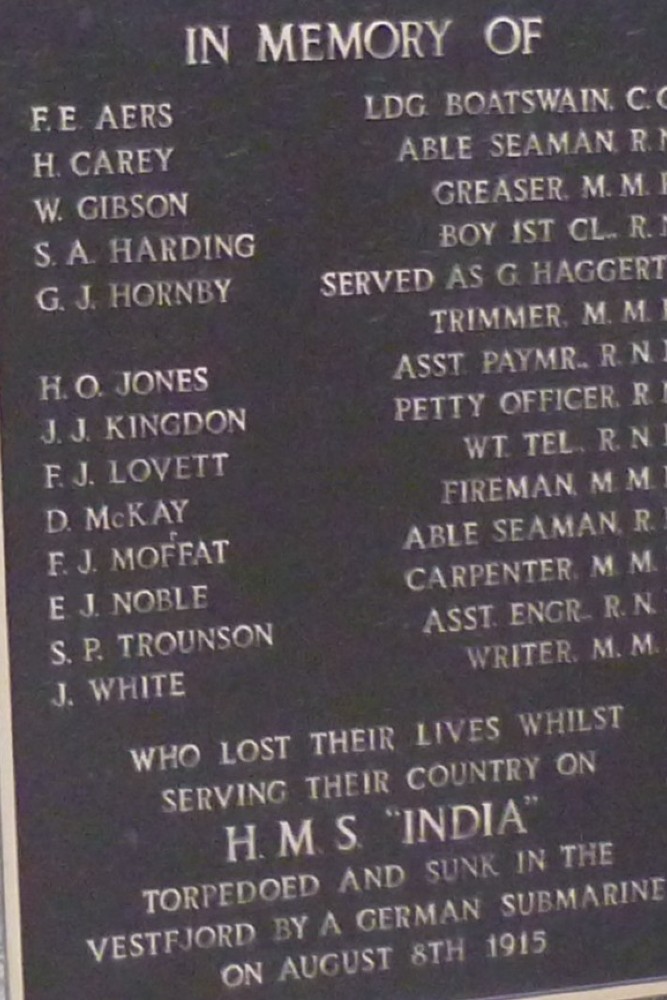 IN MEMORY OF
F. E. AERS LDG. BOATSWAIN. C.
H. CAREY ABLE SEAMAN. R.
W. GIBSON GREASER. M. M.
S. A. HARDING BOY 1ST CL.. R.
G. J. HORNBY SERVED AS G. HAGGERT
TRIMMER. M. M.
H. O. JONES ASST. PAYMR.. R. N.
J. J. KINGDON PETTY OFFICER. R.
F. J. LOVETT WT. TEL. R. N.
D. McKAY FIREMAN. M. M.
F. J. MOFFAT ABLE SEAMAN. R.
E. J. NOBLE CARPENTER. M. M.
S. P. TROUNSON ASST. ENGR.. R. N.
J. WHITE WRITER. M. M.
WHO LOST THEIR LIVES WHILST
SERVING THEIR COUNTRY ON
H. M. S. "INDIA"
TORPEDOED AND SUNK IN THE
VESTFJORD BY A GERMAN SUBMARINE
ON AUGUST 8TH 1915